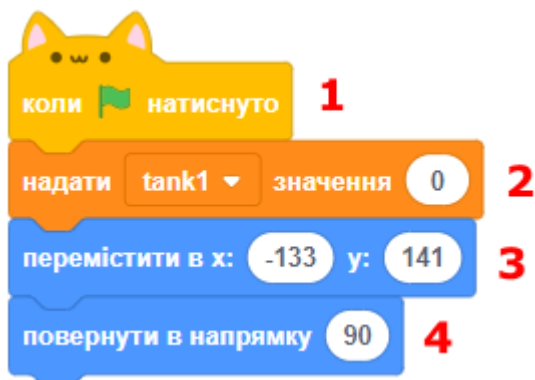 коли натиснуто 1
надати tank1 значення 0 2
перемістити в x: -133 y: 141 3
повернути в напрямку 90 4